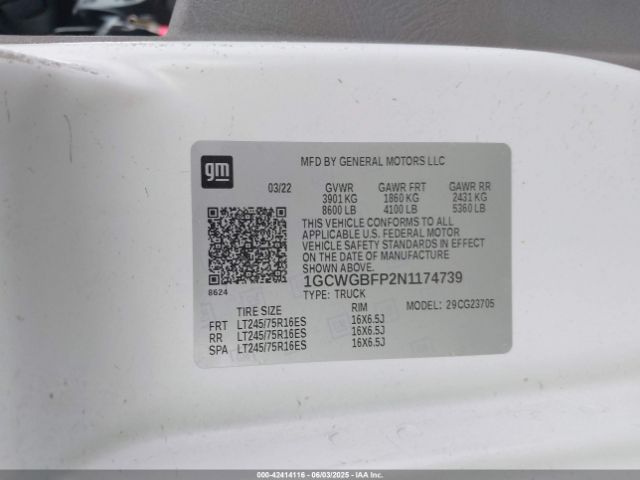 gm
MFD BY GENERAL MOTORS LLC
03/22 GVWR GAWR FRT GAWR RR
3901 KG 1860 KG 2431 KG
8600 LB 4100 LB 5360 LB
THIS VEHICLE CONFORMS TO ALL
APPLICABLE U.S. FEDERAL MOTOR
VEHICLE SAFETY STANDARDS IN EFFECT
ON THE DATE OF MANUFACTURE
SHOWN ABOVE.
8624
1GCWGBFP2N1174739
TYPE: TRUCK MODEL: 29CG23705
TIRE SIZE RIM
FRT LT245/75R16ES 16X6.5J
RR LT245/75R16ES 16X6.5J
SPA LT245/75R16ES 16X6.5J
000-42414116 - 06/03/2025 - IAA